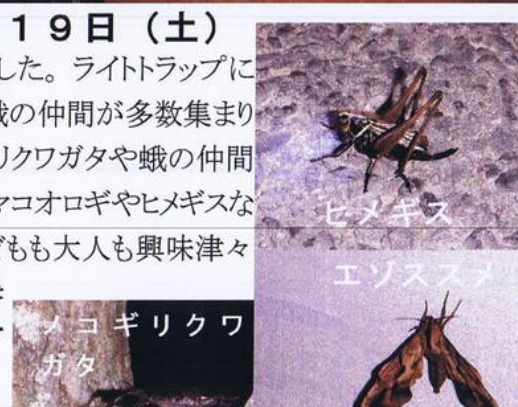 19日（土）
した。ライトトラップに
の仲間が多数集まり
リクワガタや蛾の仲間
マコオロギやヒメギスな
どもも大人も興味津々
ヒメギス
エゾスズメ
ノコギリクワ
ガタ